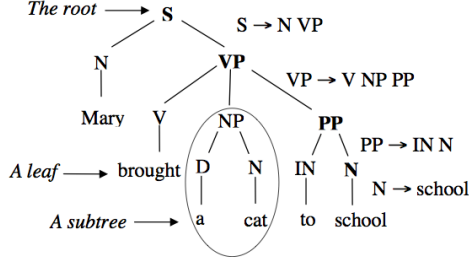 The root S
S → N VP
N VP
VP → V NP PP
Mary V NP PP
PP → IN N
A leaf brought D N IN N
N → school
A subtree a cat to school